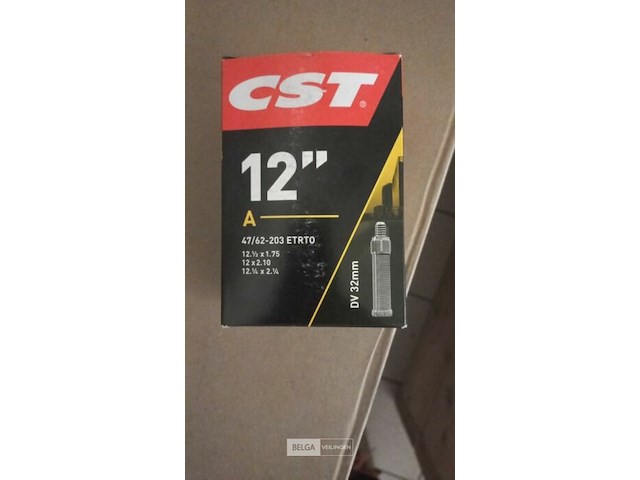 CST®
12”
A
47/62-203 ETRTO
12.½ x 1.75
12 x 2.10
12.¼ x 2.¼
DV 32mm
BELGA VEILINGEN